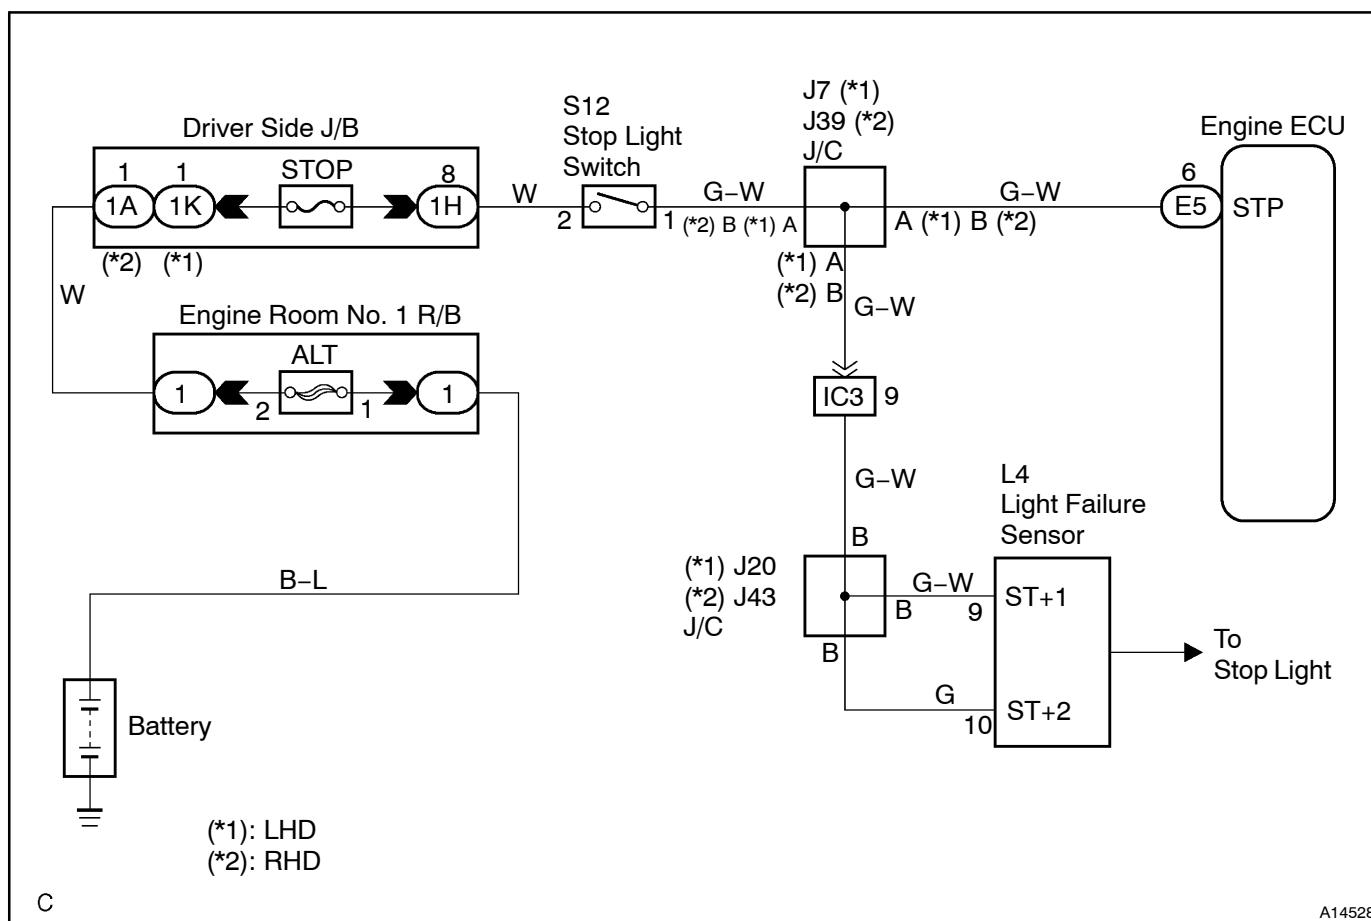 Driver Side J/B
1
1
STOP
8
1A
1K
1H
(*2)
(*1)
W
W
S12
Stop Light
Switch
2
1
G–W
(*2) B (*1) A
J7 (*1)
J39 (*2)
J/C
G–W
A (*1) B (*2)
Engine ECU
6
E5
STP
(*1) A
(*2) B
G–W
Engine Room No. 1 R/B
ALT
1
2
1
1
IC3
9
G–W
L4
Light Failure
Sensor
B
(*1) J20
(*2) J43
J/C
G–W
B
9
ST+1
B
G
10
ST+2
To
Stop Light
B–L
Battery
(*1): LHD
(*2): RHD
C
A14528